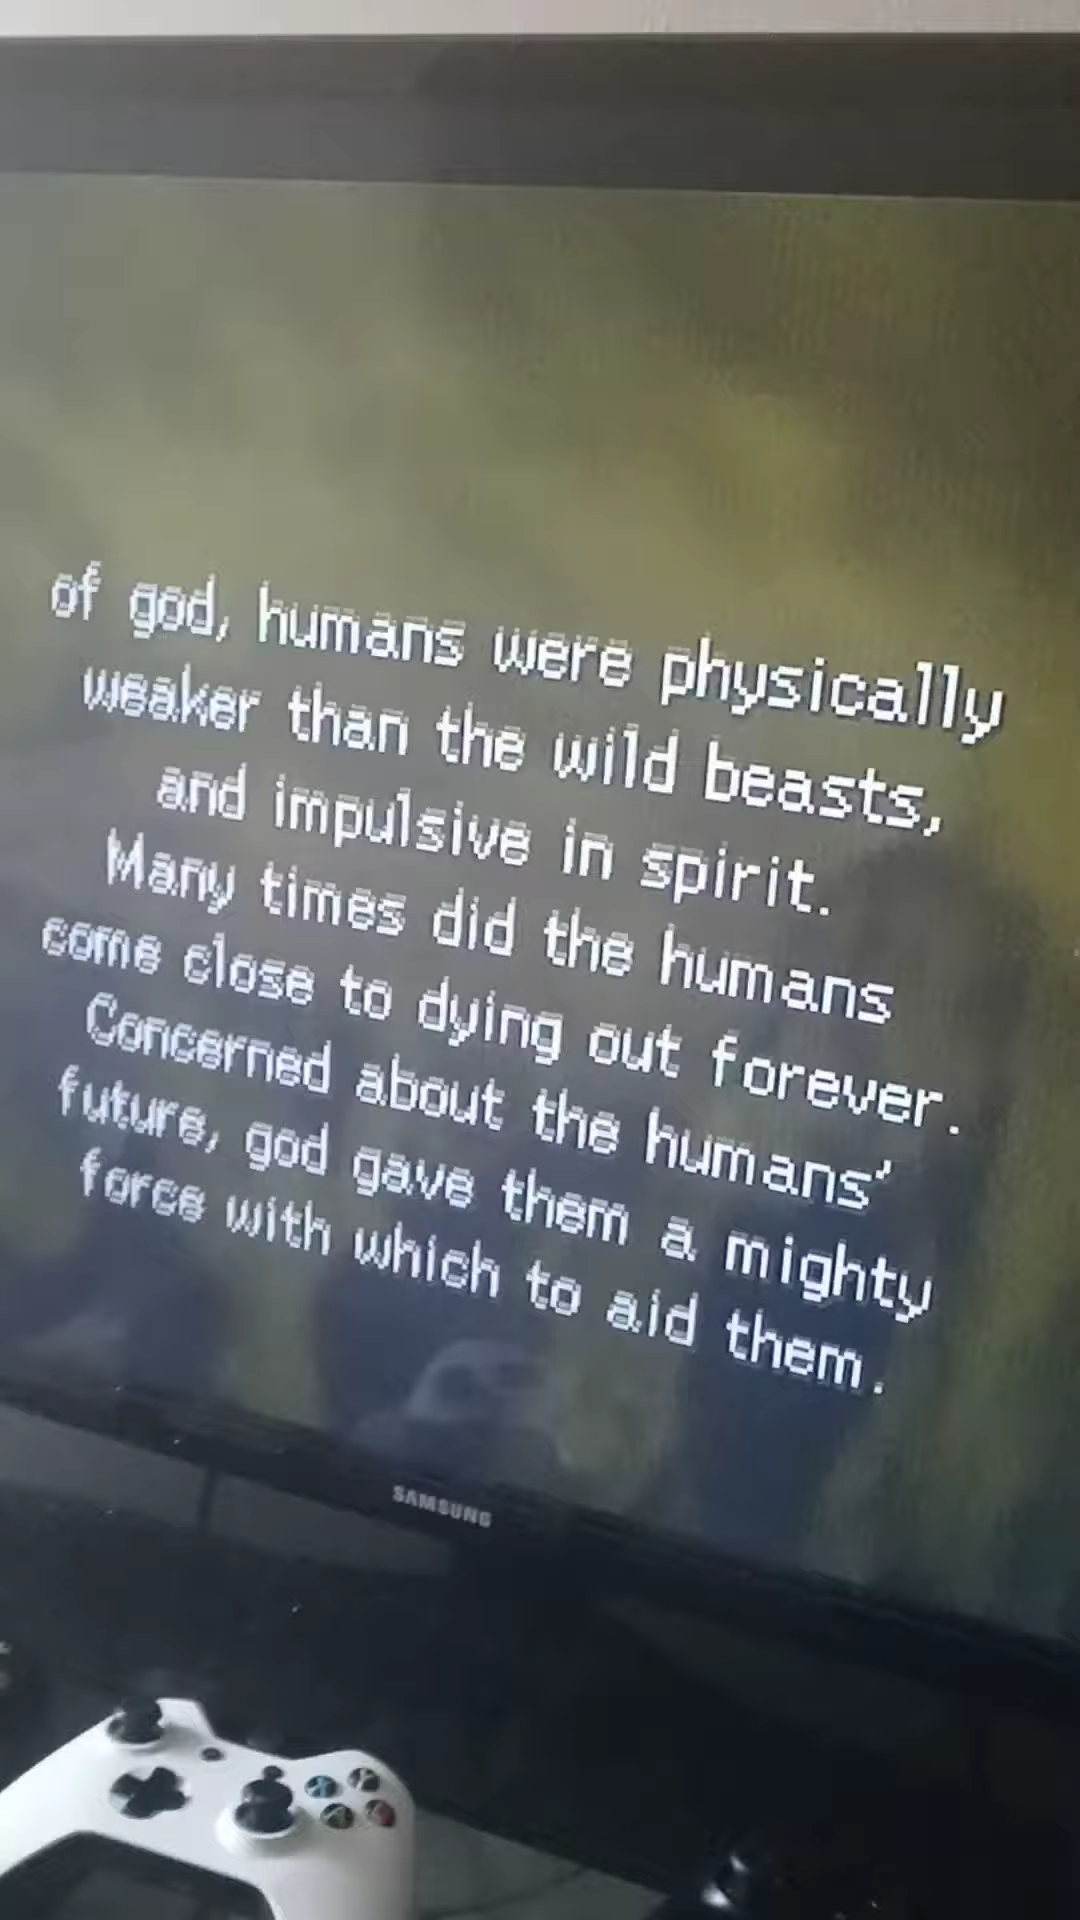 of god, humans were physically
weaker than the wild beasts,
and impulsive in spirit.
Many times did the humans
come close to dying out forever.
Concerned about the humans'
future, god gave them a mighty
force with which to aid them.
SAMSUNG